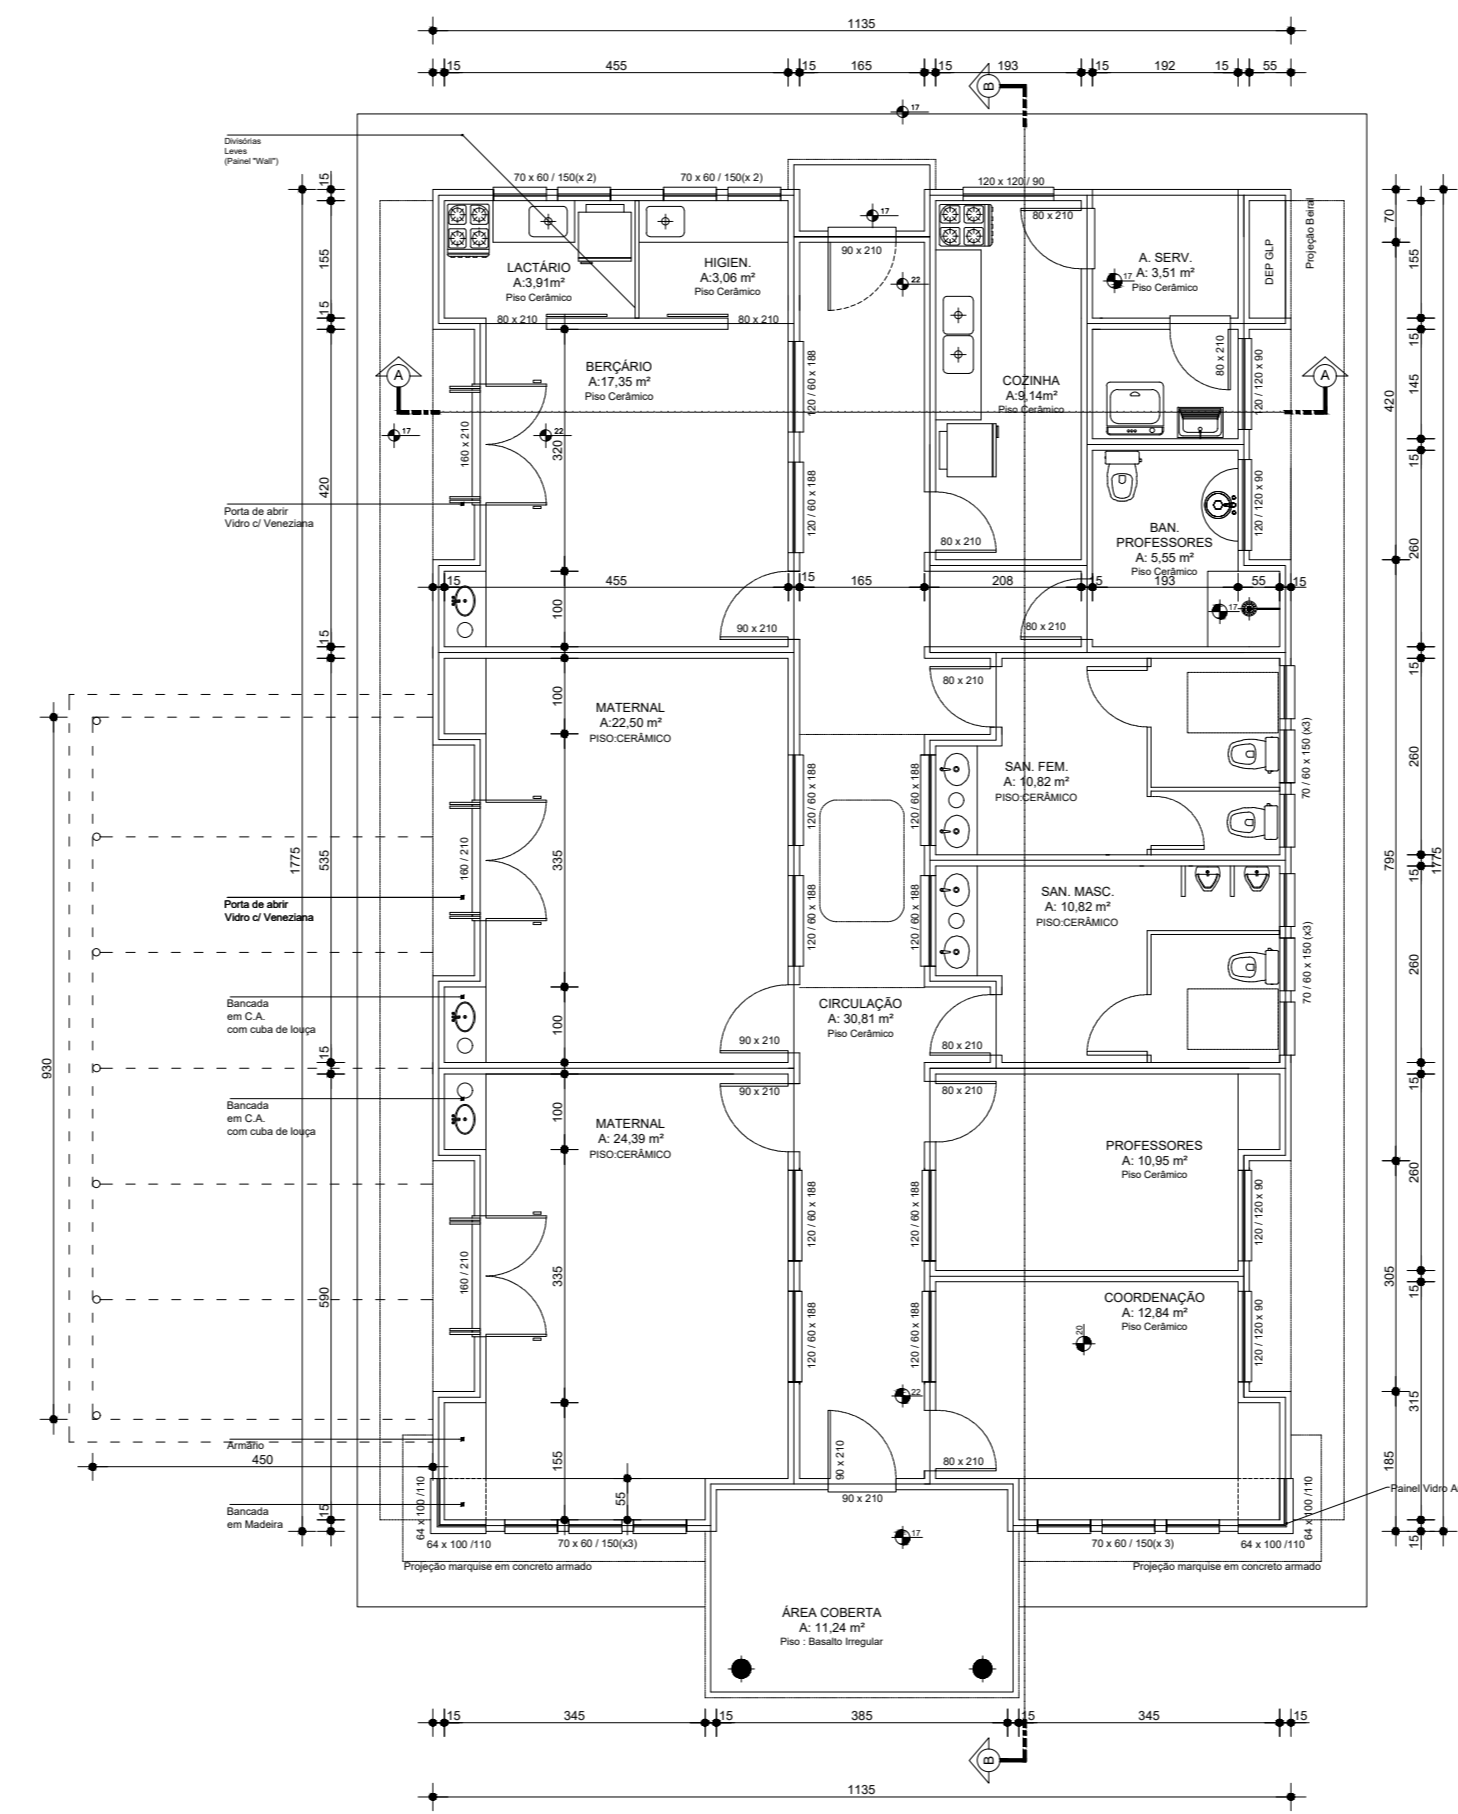 1135
15
455
15
165
15
193
15
192
15
55
B
17
Divisórias
Leves
(Painel "Wall")
70 x 60 / 150(x 2)
70 x 60 / 150(x 2)
120 x 120 / 90
15
17
80 x 210
Projeção Beiral
70
90 x 210
LACTÁRIO
A:3,91m²
Piso Cerâmico
HIGIEN.
A:3,06 m²
Piso Cerâmico
22
A. SERV.
A: 3,51 m²
Piso Cerâmico
17
DEP GLP
155
155
15
80 x 210
80 x 210
15
BERÇÁRIO
A:17,35 m²
Piso Cerâmico
120 / 60 x 188
COZINHA
A:9,14m²
Piso Cerâmico
80 x 210
120 / 120 x 90
A
A
145
420
17
22
160 x 210
320
15
420
Porta de abrir
Vidro c/ Veneziana
120 / 60 x 188
80 x 210
BAN.
PROFESSORES
A: 5,55 m²
Piso Cerâmico
120 / 120 x 90
260
15
455
15
165
208
15
193
55
15
100
90 x 210
80 x 210
17
15
15
100
80 x 210
MATERNAL
A:22,50 m²
PISO:CERÂMICO
120 / 60 x 188
120 / 60 x 188
SAN. FEM.
A: 10,82 m²
PISO:CERÂMICO
70 / 60 x 150 (x3)
260
1775
535
160 / 210
335
795
15
1775
Porta de abrir
Vidro c/ Veneziana
120 / 60 x 188
120 / 60 x 188
SAN. MASC.
A: 10,82 m²
PISO:CERÂMICO
70 / 60 x 150 (x3)
260
Bancada
em C.A.
com cuba de louça
100
CIRCULAÇÃO
A: 30,81 m²
Piso Cerâmico
90 x 210
80 x 210
15
930
15
90 x 210
80 x 210
Bancada
em C.A.
com cuba de louça
100
MATERNAL
A: 24,39 m²
PISO:CERÂMICO
PROFESSORES
A: 10,95 m²
Piso Cerâmico
120 / 60 x 188
120 / 60 x 188
120 / 120 x 90
260
160 / 210
335
590
305
15
COORDENAÇÃO
A: 12,84 m²
Piso Cerâmico
20
120 / 60 x 188
120 / 60 x 188
120 / 120 x 90
22
315
Armário
450
155
90 x 210
80 x 210
185
55
90 x 210
Painel Vidro A
Bancada
em Madeira
15
64 x 100 /110
64 x 100 /110
70 x 60 / 150(x3)
17
70 x 60 / 150(x 3)
64 x 100 /110
64 x 100 /110
15
Projeção marquise em concreto armado
Projeção marquise em concreto armado
ÁREA COBERTA
A: 11,24 m²
Piso : Basalto Irregular
15
345
15
385
15
345
15
B
1135